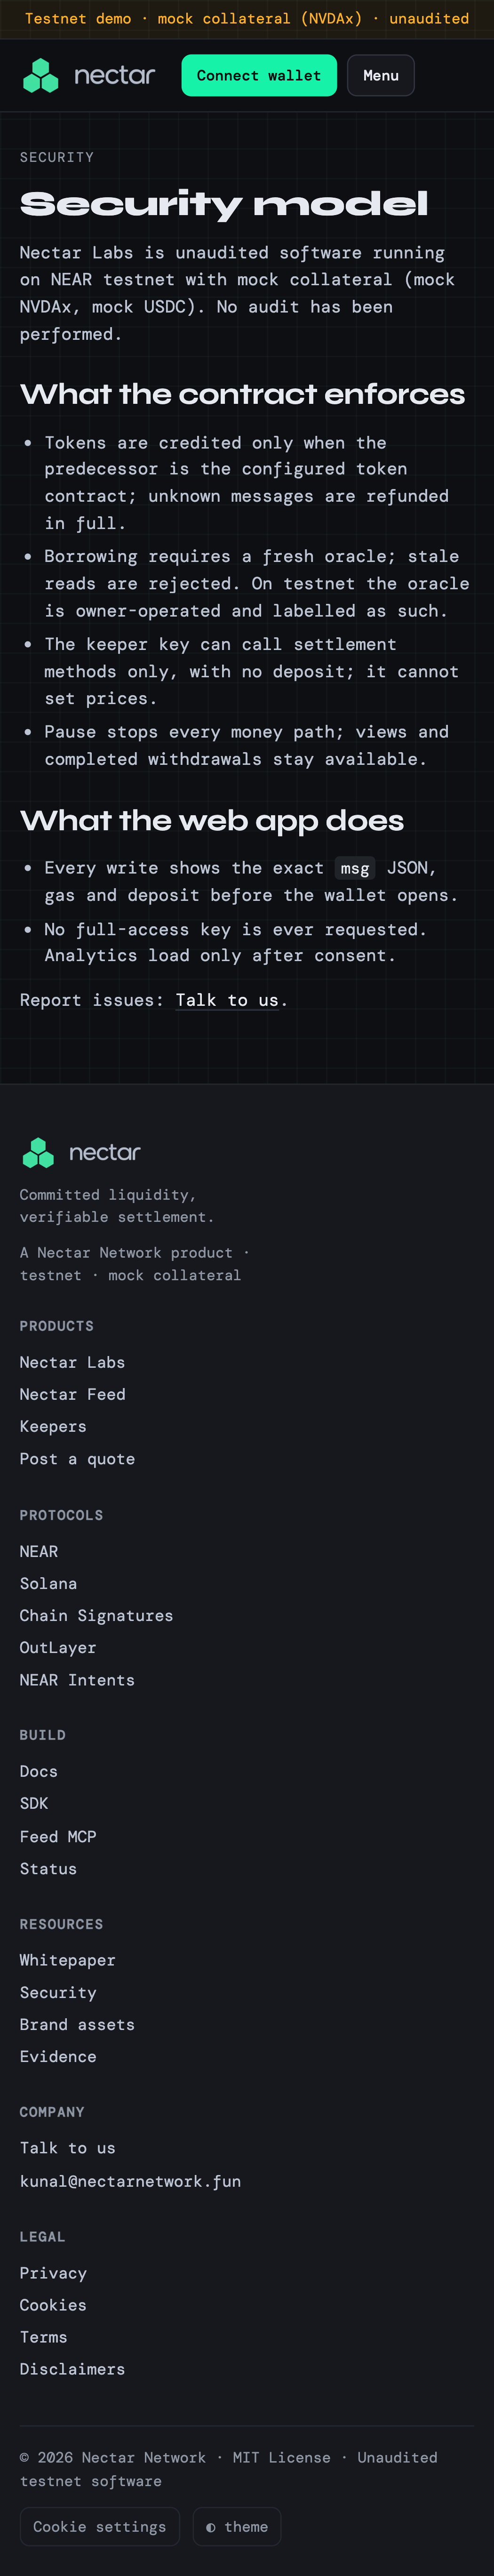 Testnet demo · mock collateral (NVDAx) · unaudited
nectar
Connect wallet
Menu
SECURITY
Security model
Nectar Labs is unaudited software running
on NEAR testnet with mock collateral (mock
NVDAx, mock USDC). No audit has been
performed.
What the contract enforces
• Tokens are credited only when the
predecessor is the configured token
contract; unknown messages are refunded
in full.
• Borrowing requires a fresh oracle; stale
reads are rejected. On testnet the oracle
is owner-operated and labelled as such.
• The keeper key can call settlement
methods only, with no deposit; it cannot
set prices.
• Pause stops every money path; views and
completed withdrawals stay available.
What the web app does
• Every write shows the exact msg JSON,
gas and deposit before the wallet opens.
• No full-access key is ever requested.
Analytics load only after consent.
Report issues: Talk to us.
nectar
Committed liquidity,
verifiable settlement.
A Nectar Network product ·
testnet · mock collateral
PRODUCTS
Nectar Labs
Nectar Feed
Keepers
Post a quote
PROTOCOLS
NEAR
Solana
Chain Signatures
OutLayer
NEAR Intents
BUILD
Docs
SDK
Feed MCP
Status
RESOURCES
Whitepaper
Security
Brand assets
Evidence
COMPANY
Talk to us
kunal@nectarnetwork.fun
LEGAL
Privacy
Cookies
Terms
Disclaimers
© 2026 Nectar Network · MIT License · Unaudited
testnet software
Cookie settings
◐ theme